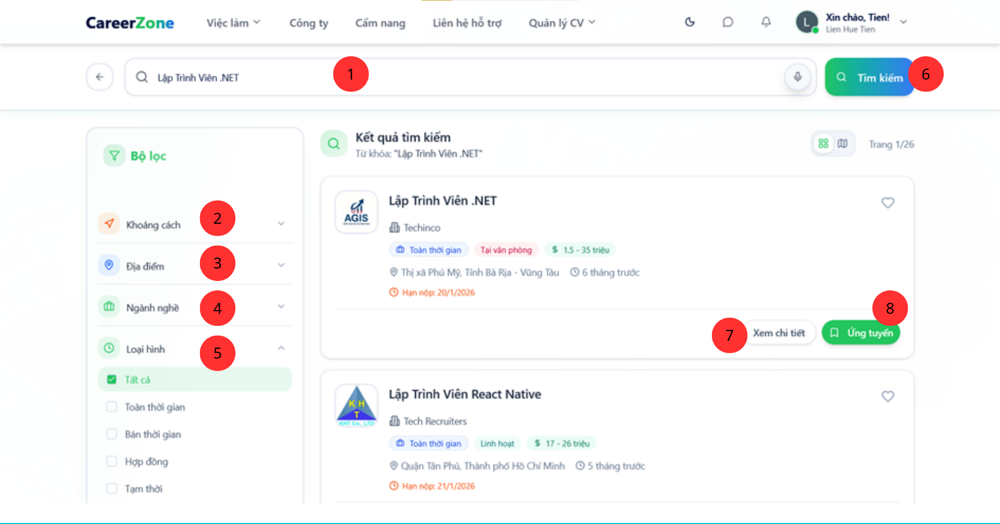 CareerZone
Việc làm
Công ty
Cẩm nang
Liên hệ hỗ trợ
Quản lý CV
L
Xin chào, Tien!
Lien Hue Tien
Lập Trình Viên .NET
1
Tìm kiếm
6
Bộ lọc
Khoảng cách
2
Địa điểm
3
Ngành nghề
4
Loại hình
5
Tất cả
Toàn thời gian
Bán thời gian
Hợp đồng
Tạm thời
Kết quả tìm kiếm
Từ khóa: "Lập Trình Viên .NET"
Trang 1/26
AGIS
Lập Trình Viên .NET
Techinco
Toàn thời gian
Tại văn phòng
$ 1.5 - 35 triệu
Thị xã Phú Mỹ, Tỉnh Bà Rịa - Vũng Tàu
6 tháng trước
Hạn nộp: 20/1/2026
7
Xem chi tiết
8
Ứng tuyển
K H
T
KHT Co., LTD
Lập Trình Viên React Native
Tech Recruiters
Toàn thời gian
Linh hoạt
$ 17 - 26 triệu
Quận Tân Phú, Thành phố Hồ Chí Minh
5 tháng trước
Hạn nộp: 21/1/2026